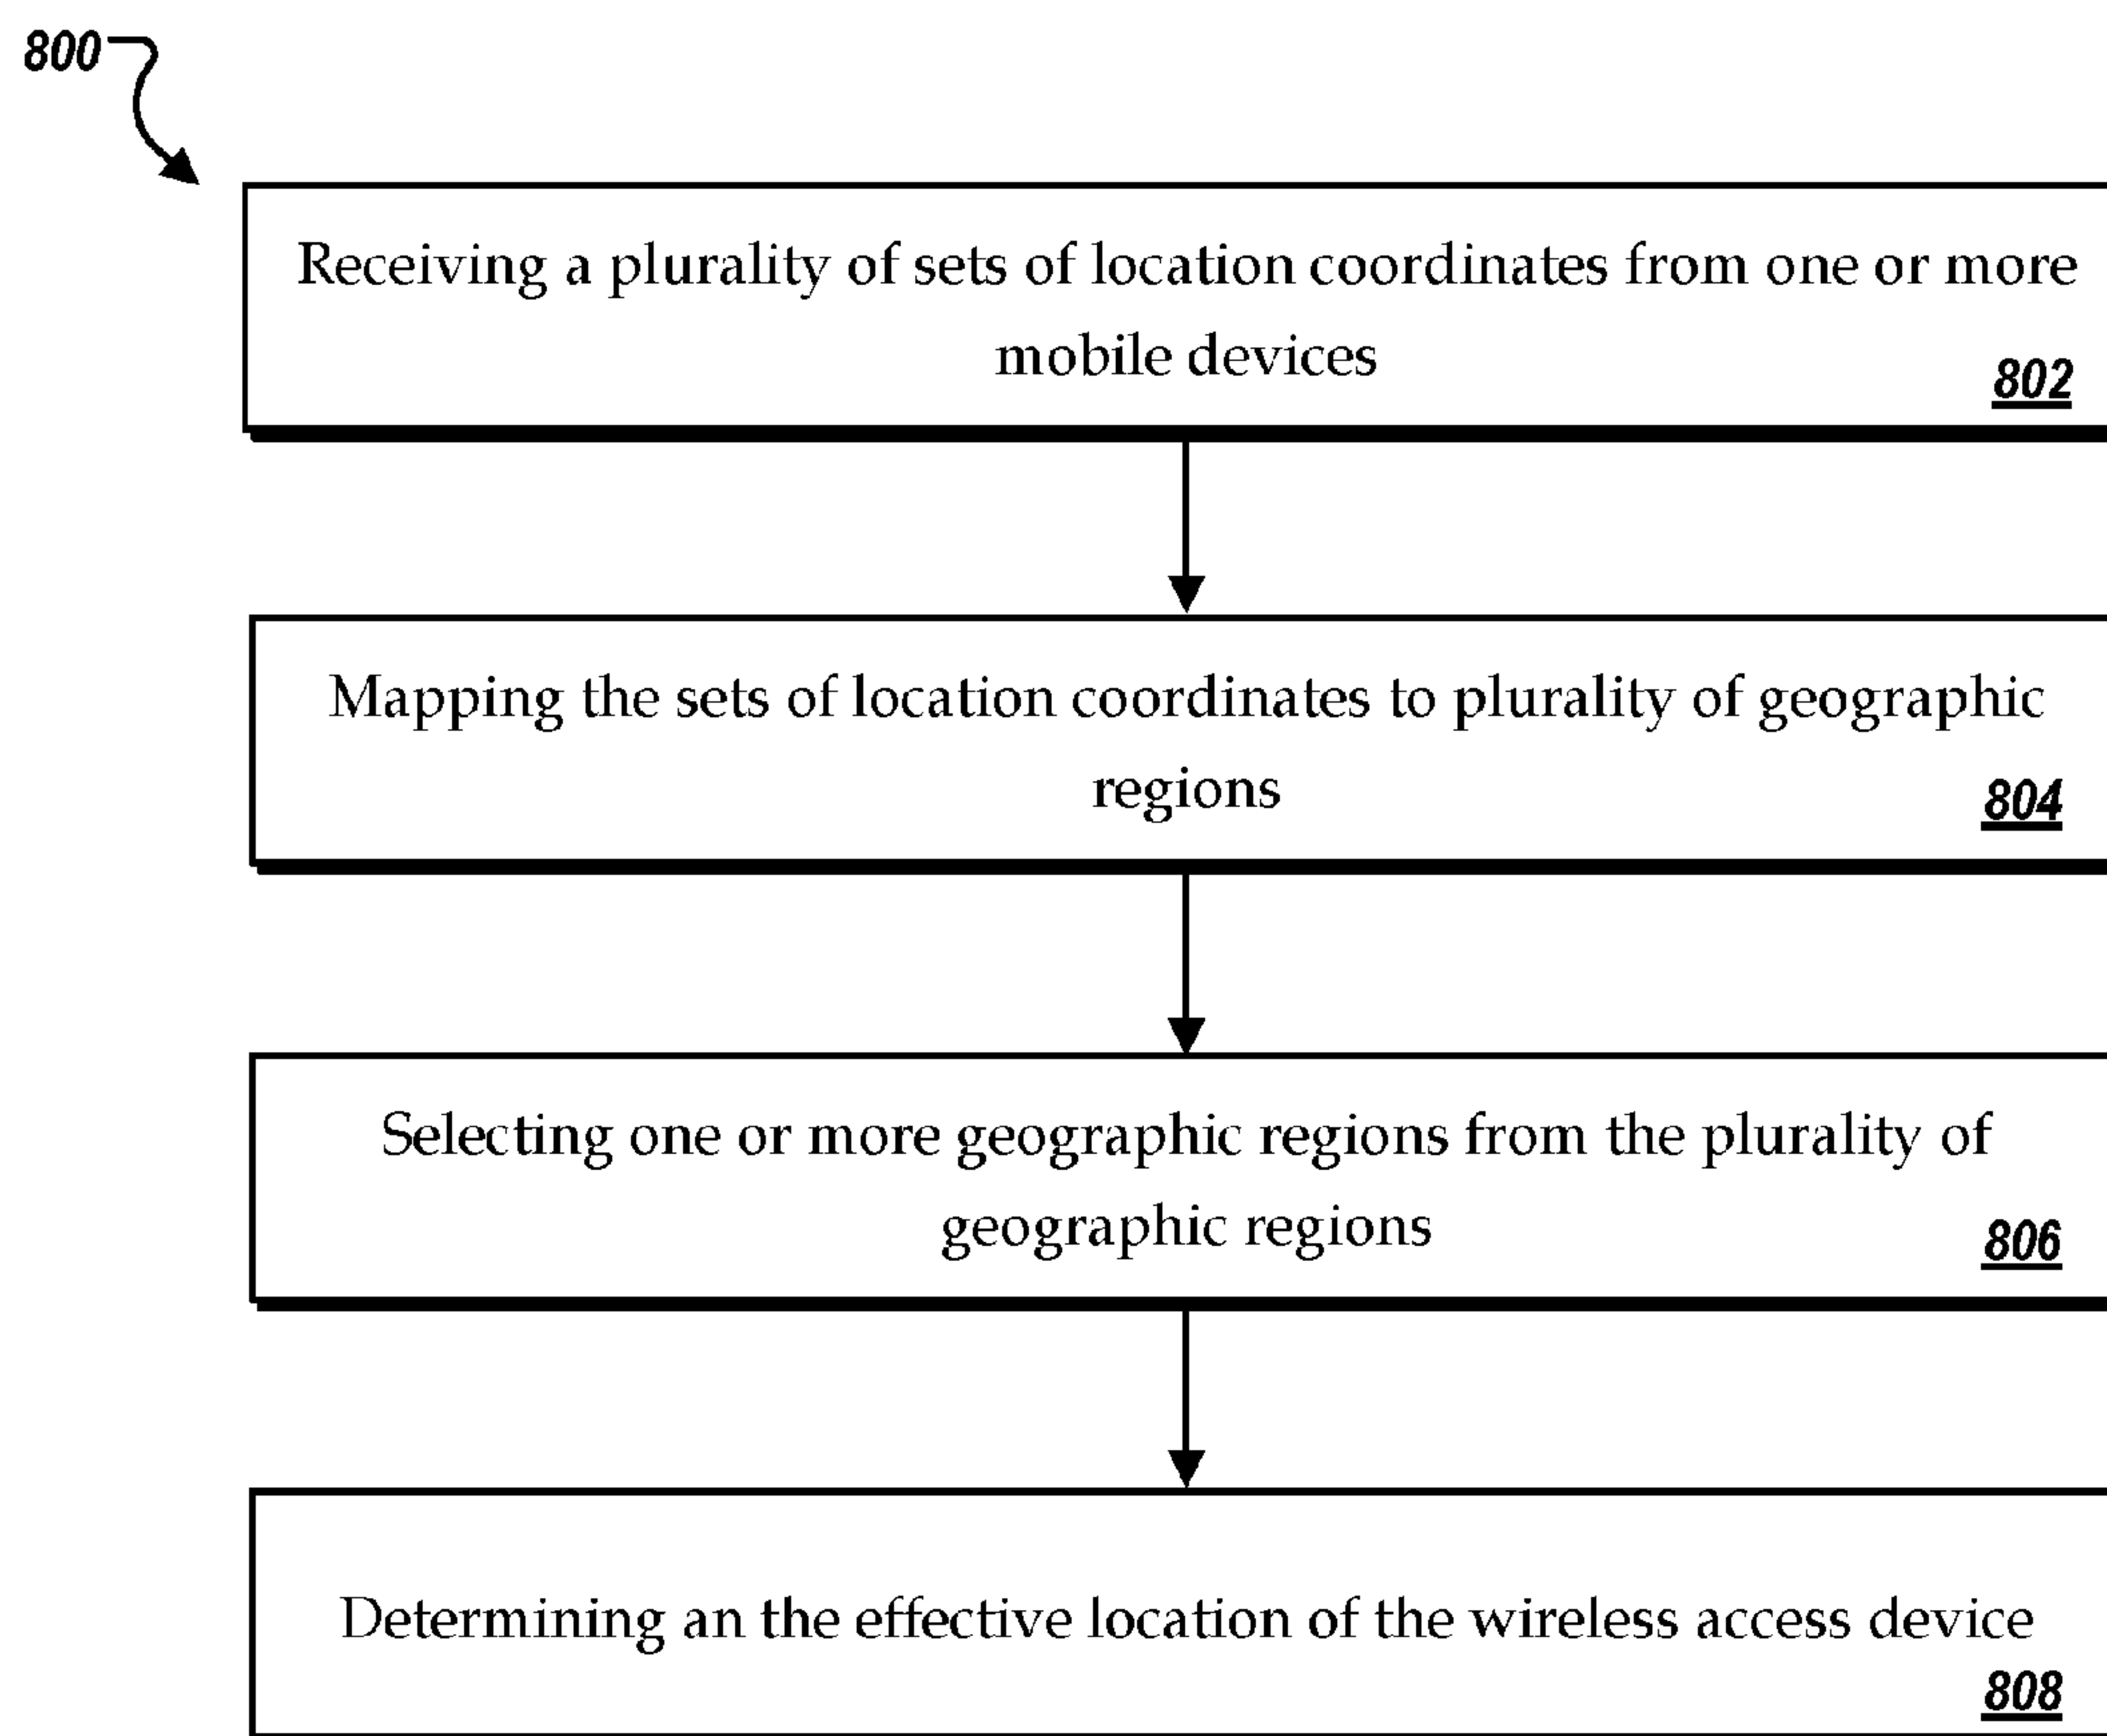 800
Receiving a plurality of sets of location coordinates from one or more
mobile devices
802
Mapping the sets of location coordinates to plurality of geographic
regions
804
Selecting one or more geographic regions from the plurality of
geographic regions
806
Determining an the effective location of the wireless access device
808